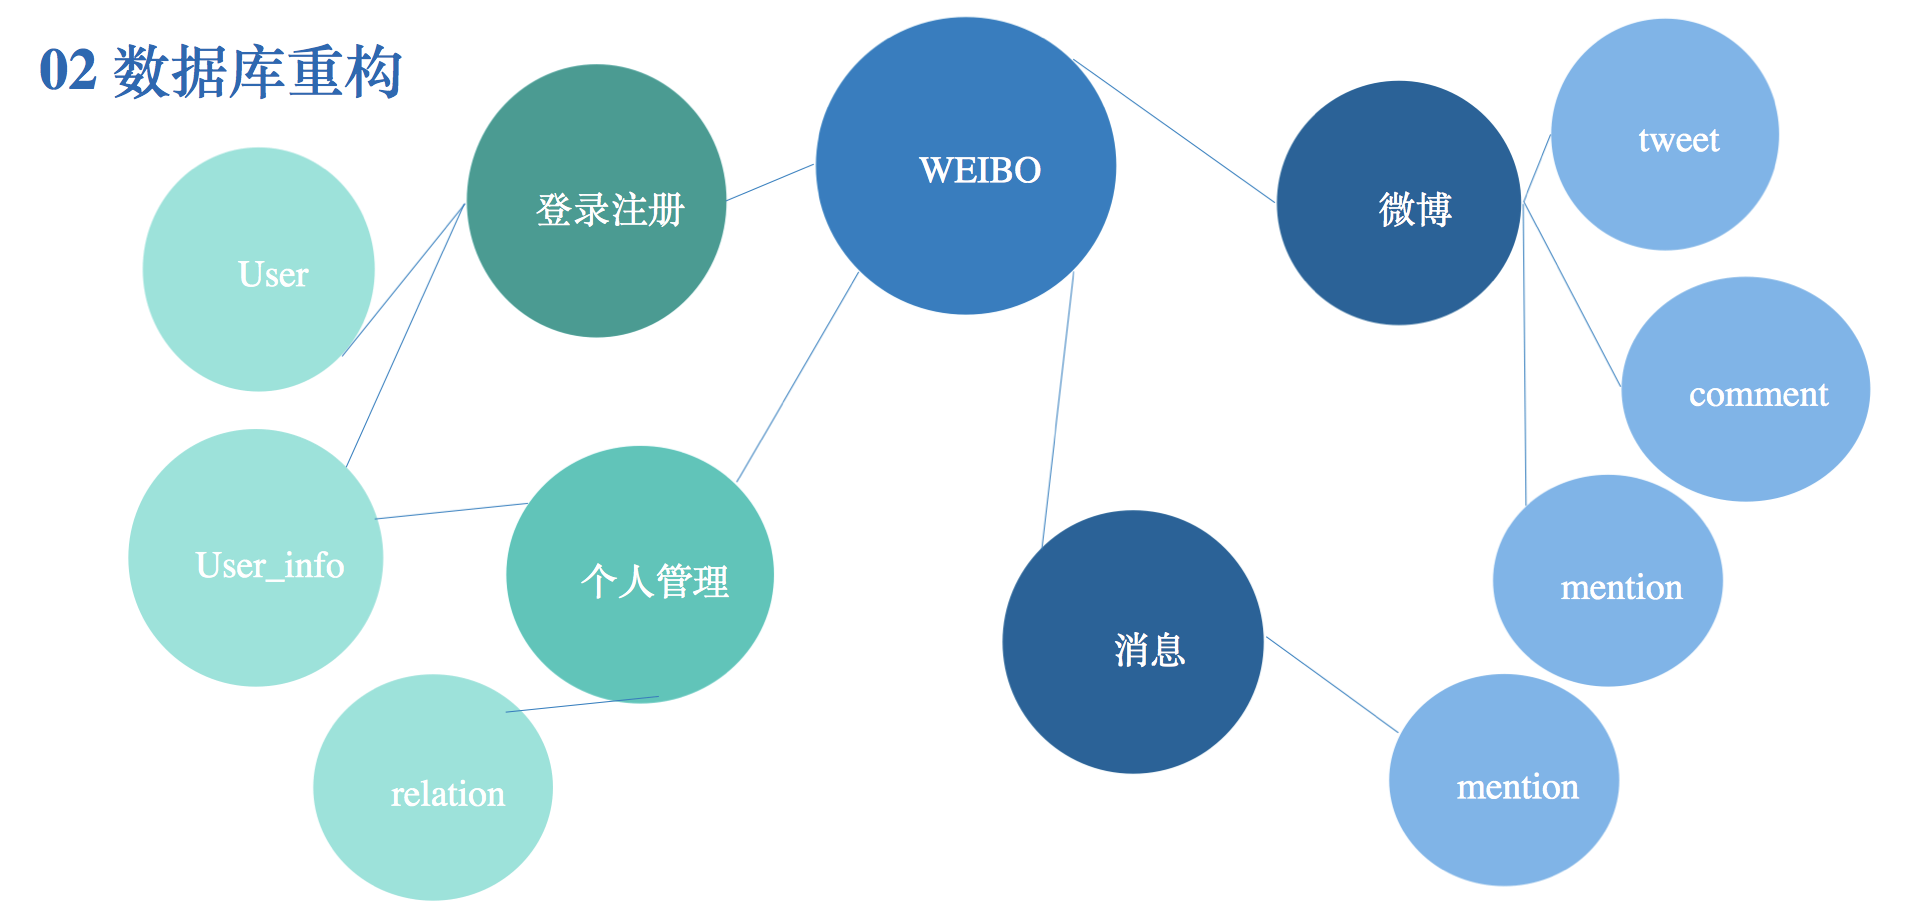 02 数据库重构
WEIBO
登录注册
User
User_info
个人管理
relation
微博
tweet
comment
mention
消息
mention